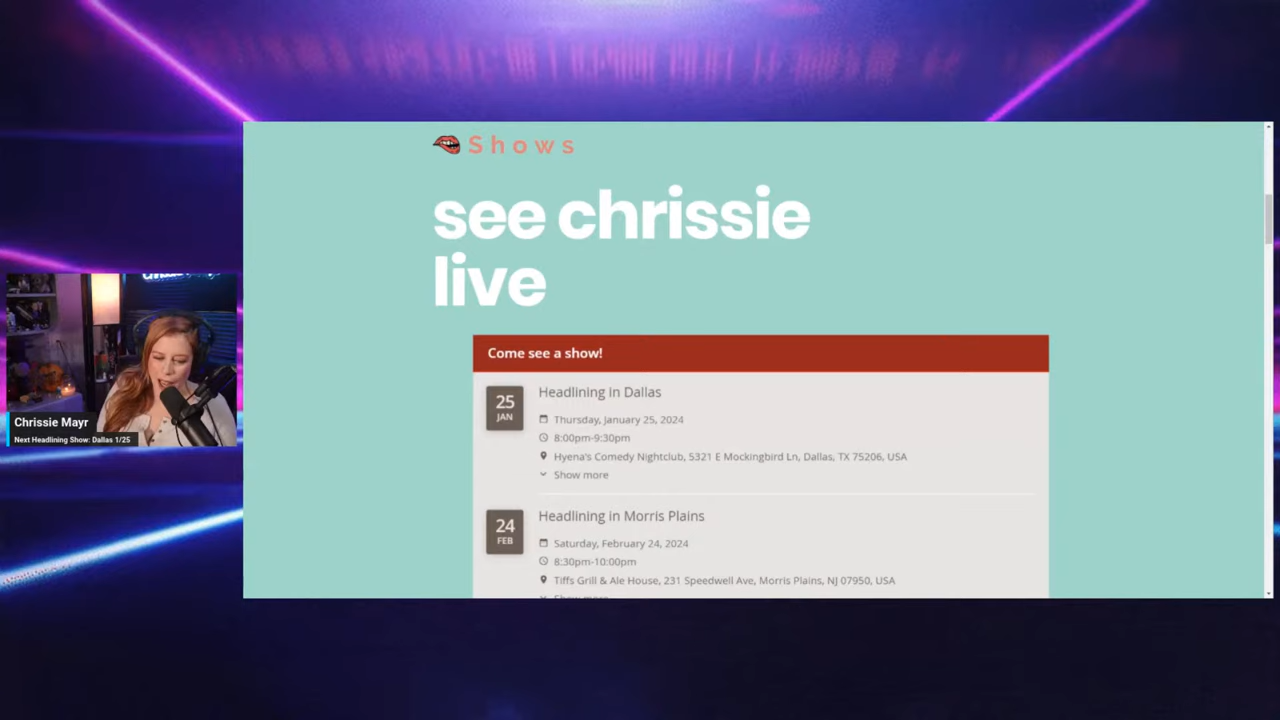 Shows
see chrissie
live
Come see a show!
25
JAN
Headlining in Dallas
Thursday, January 25, 2024
8:00pm-9:30pm
Hyena's Comedy Nightclub, 5321 E Mockingbird Ln, Dallas, TX 75206, USA
Show more
24
FEB
Headlining in Morris Plains
Saturday, February 24, 2024
8:30pm-10:00pm
Tiffs Grill & Ale House, 231 Speedwell Ave, Morris Plains, NJ 07950, USA
Show more
Chrissie Mayr
Next Headlining Show: Dallas 1/25